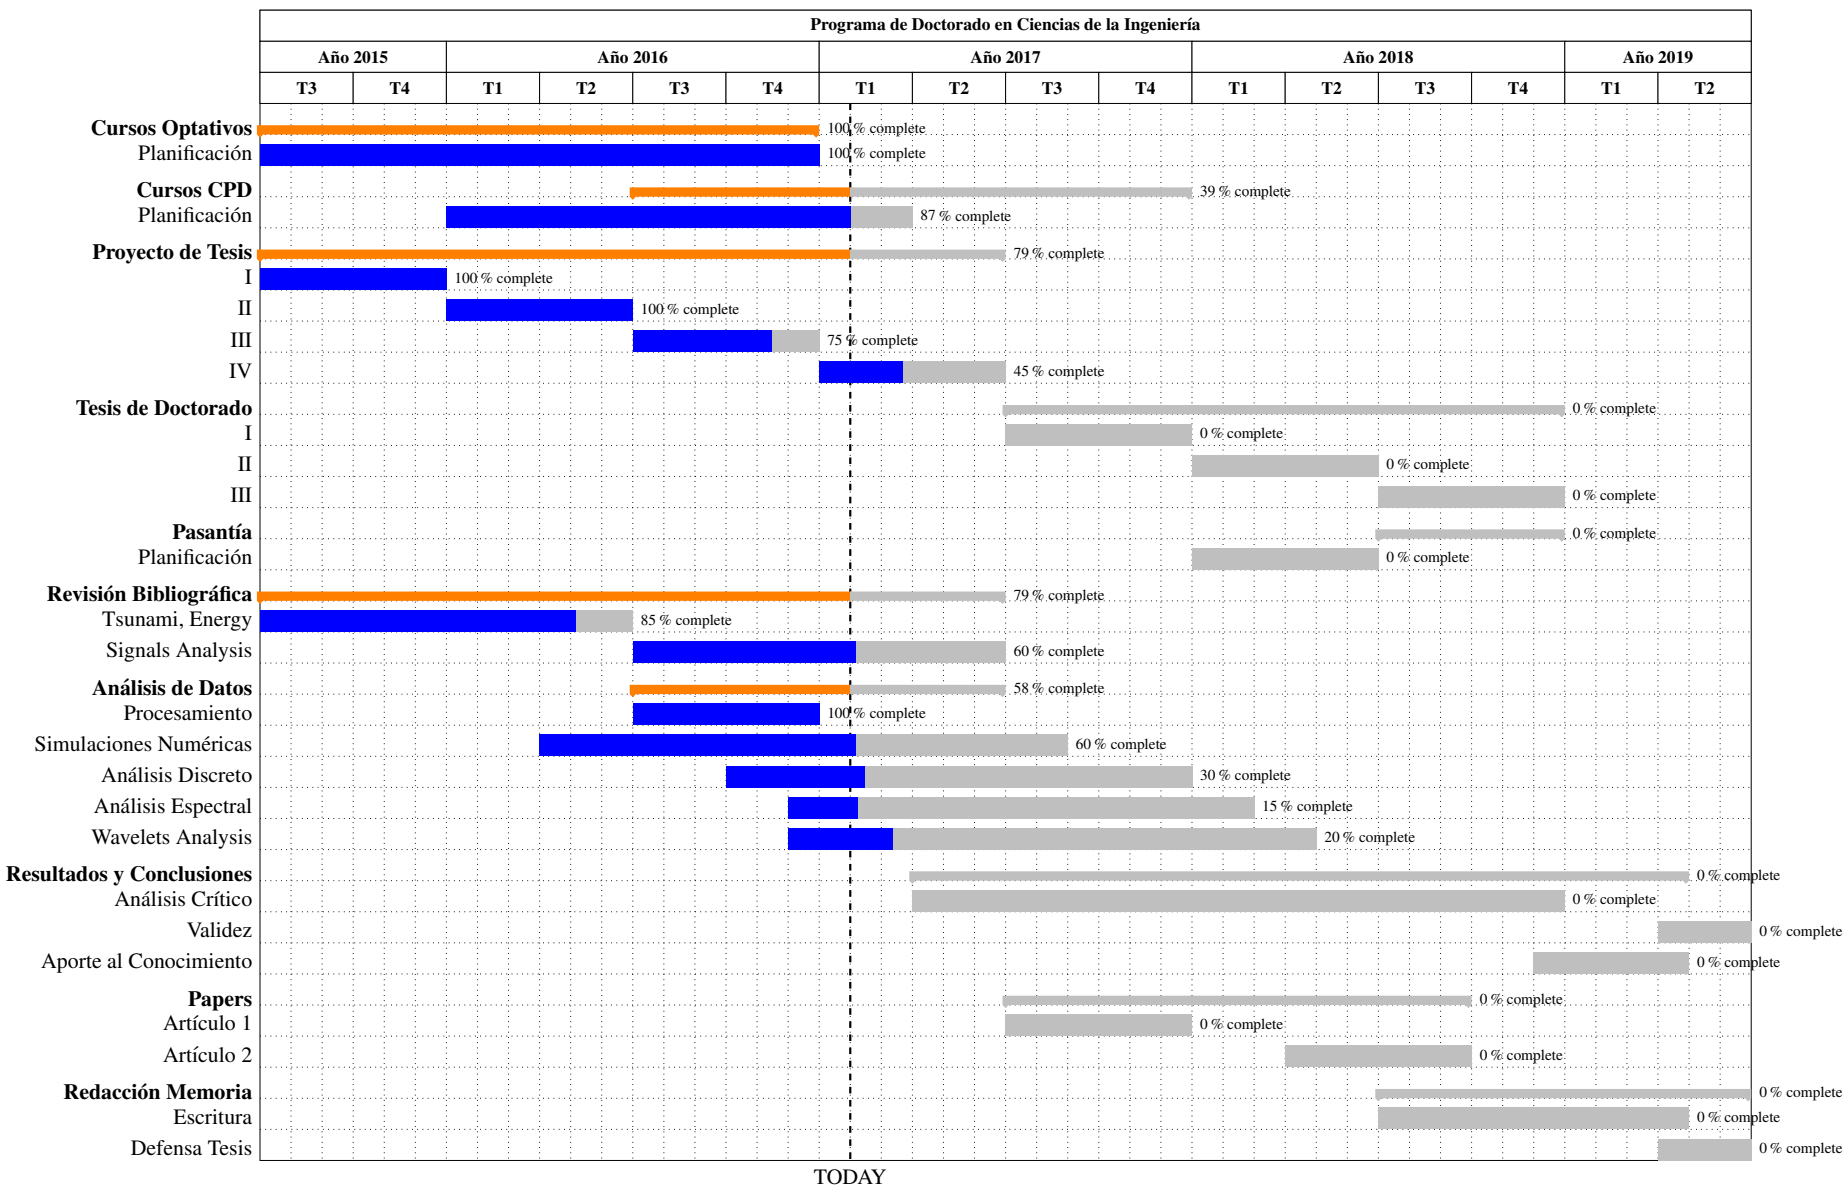 Programa de Doctorado en Ciencias de la Ingeniería
Año 2015 Año 2016 Año 2017 Año 2018 Año 2019
T3 T4 T1 T2 T3 T4 T1 T2 T3 T4 T1 T2 T3 T4 T1 T2
Cursos Optativos 100 % complete
Planificación 100 % complete
Cursos CPD 39 % complete
Planificación 87 % complete
Proyecto de Tesis 79 % complete
I 100 % complete
II 100 % complete
III 75 % complete
IV 45 % complete
Tesis de Doctorado 0 % complete
I 0 % complete
II 0 % complete
III 0 % complete
Pasantía 0 % complete
Planificación 0 % complete
Revisión Bibliográfica 79 % complete
Tsunami, Energy 85 % complete
Signals Analysis 60 % complete
Análisis de Datos 58 % complete
Procesamiento 100 % complete
Simulaciones Numéricas 60 % complete
Análisis Discreto 30 % complete
Análisis Espectral 15 % complete
Wavelets Analysis 20 % complete
Resultados y Conclusiones 0 % complete
Análisis Crítico 0 % complete
Validez 0 % complete
Aporte al Conocimiento 0 % complete
Papers 0 % complete
Artículo 1 0 % complete
Artículo 2 0 % complete
Redacción Memoria 0 % complete
Escritura 0 % complete
Defensa Tesis 0 % complete
TODAY